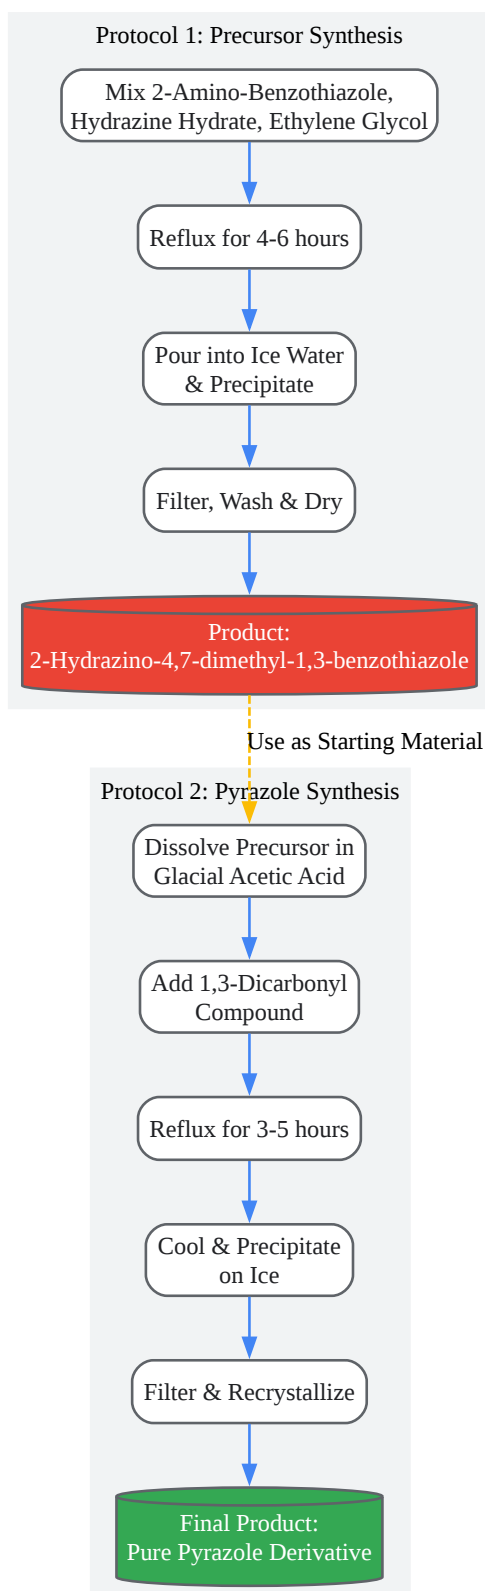 Protocol 1: Precursor Synthesis
Mix 2-Amino-Benzothiazole,
Hydrazine Hydrate, Ethylene Glycol
Reflux for 4-6 hours
Pour into Ice Water
& Precipitate
Filter, Wash & Dry
Product:
2-Hydrazino-4,7-dimethyl-1,3-benzothiazole
Use as Starting Material
Protocol 2: Pyrazole Synthesis
Dissolve Precursor in
Glacial Acetic Acid
Add 1,3-Dicarbonyl
Compound
Reflux for 3-5 hours
Cool & Precipitate
on Ice
Filter & Recrystallize
Final Product:
Pure Pyrazole Derivative